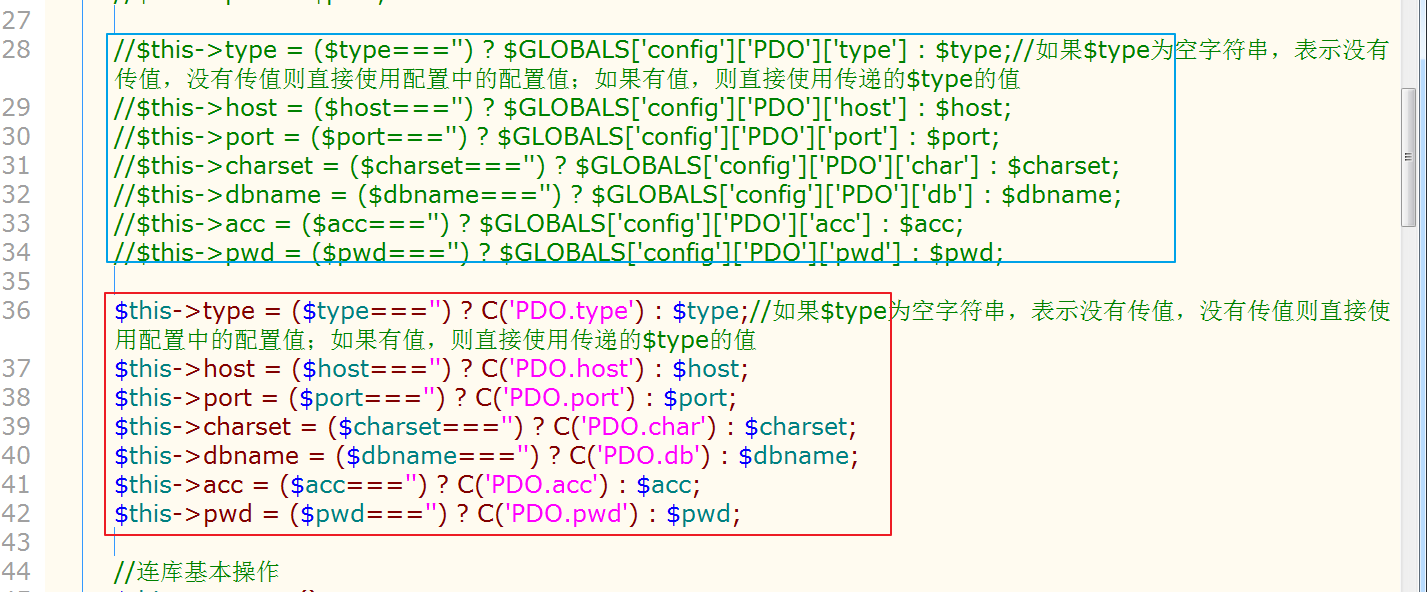 27
28 //$this->type = ($type==='') ? $GLOBALS['config']['PDO']['type'] : $type;//如果$type为空字符串，表示没有
传值，没有传值则直接使用配置中的配置值；如果有值，则直接使用传递的$type的值
29 //$this->host = ($host==='') ? $GLOBALS['config']['PDO']['host'] : $host;
30 //$this->port = ($port==='') ? $GLOBALS['config']['PDO']['port'] : $port;
31 //$this->charset = ($charset==='') ? $GLOBALS['config']['PDO']['char'] : $charset;
32 //$this->dbname = ($dbname==='') ? $GLOBALS['config']['PDO']['db'] : $dbname;
33 //$this->acc = ($acc==='') ? $GLOBALS['config']['PDO']['acc'] : $acc;
34 //$this->pwd = ($pwd==='') ? $GLOBALS['config']['PDO']['pwd'] : $pwd;
35
36 $this->type = ($type==='') ? C('PDO.type') : $type;//如果$type为空字符串，表示没有传值，没有传值则直接使
用配置中的配置值；如果有值，则直接使用传递的$type的值
37 $this->host = ($host==='') ? C('PDO.host') : $host;
38 $this->port = ($port==='') ? C('PDO.port') : $port;
39 $this->charset = ($charset==='') ? C('PDO.char') : $charset;
40 $this->dbname = ($dbname==='') ? C('PDO.db') : $dbname;
41 $this->acc = ($acc==='') ? C('PDO.acc') : $acc;
42 $this->pwd = ($pwd==='') ? C('PDO.pwd') : $pwd;
43
44 //连库基本操作